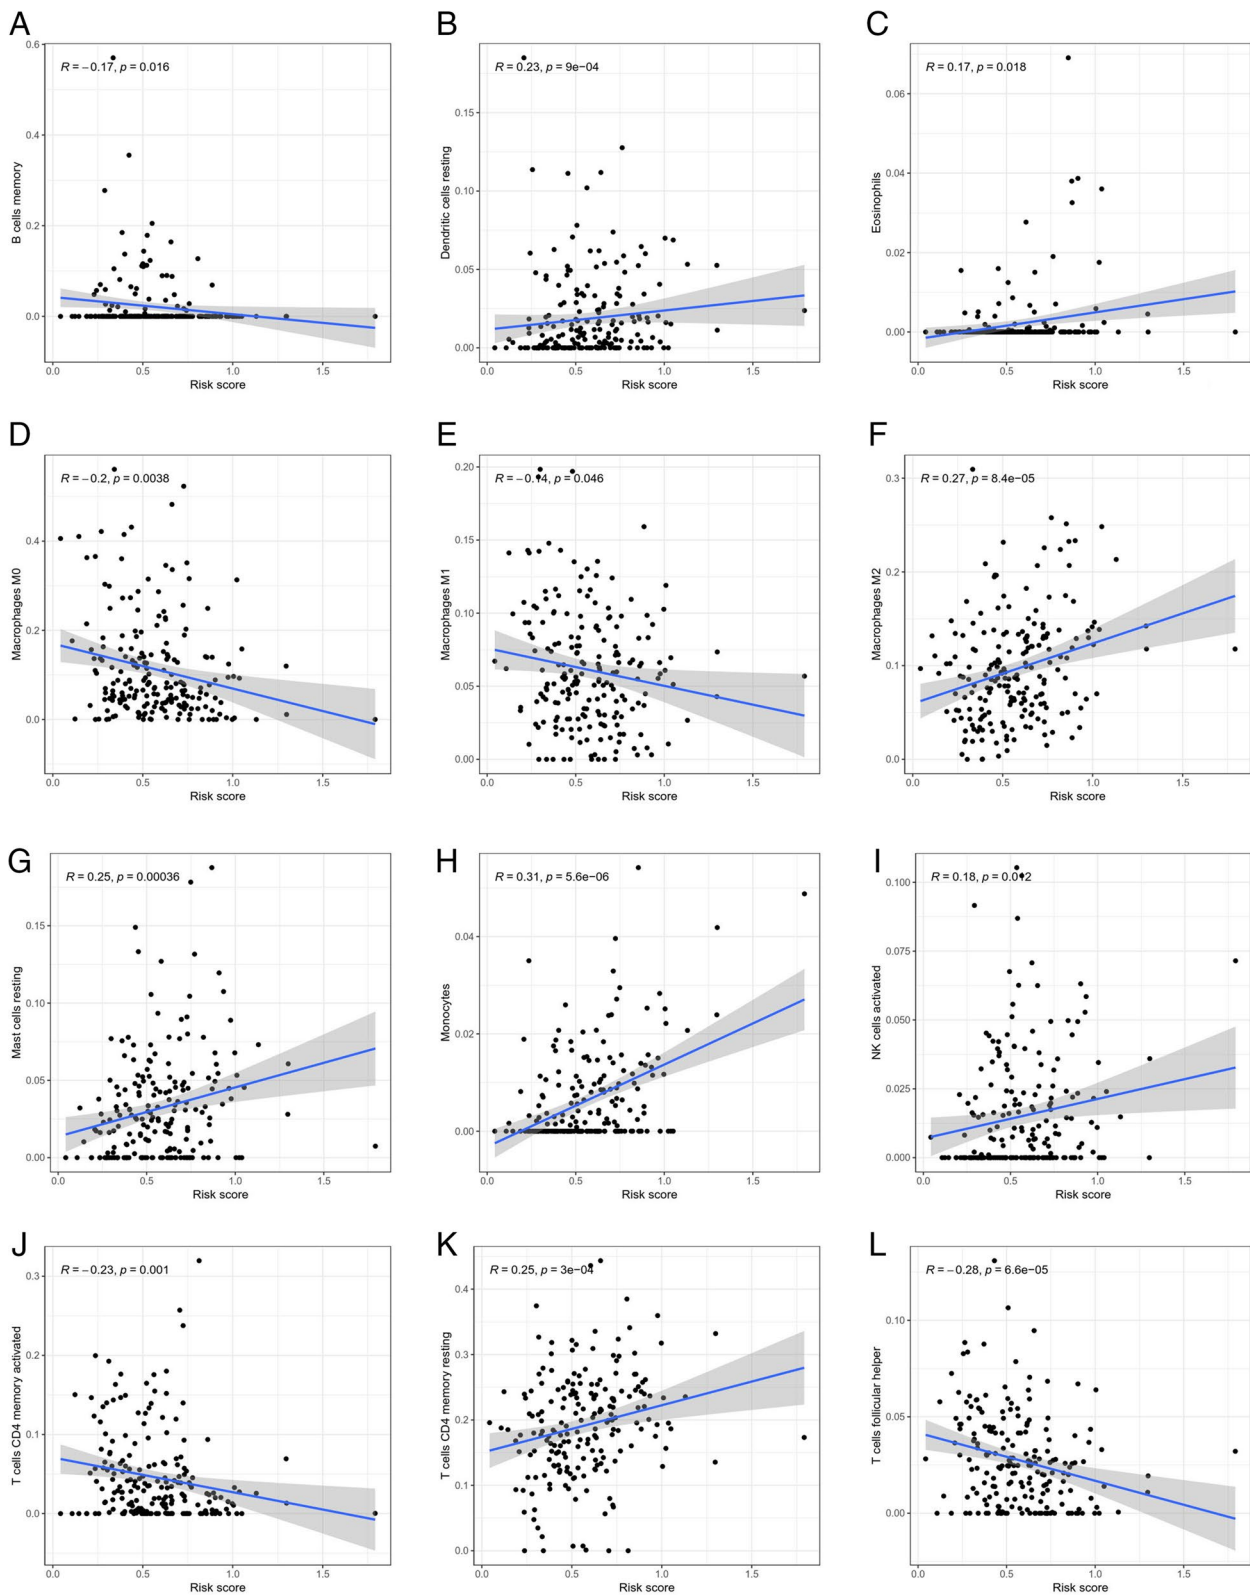 A
R = −0.17, p = 0.016
0.6
0.4
0.2
0.0
B cells memory
0.0 0.5 1.0 1.5
Risk score
B
R = 0.23, p = 9e−04
0.15
0.10
0.05
0.00
Dendritic cells resting
0.0 0.5 1.0 1.5
Risk score
C
R = 0.17, p = 0.018
0.06
0.04
0.02
0.00
Eosinophils
0.0 0.5 1.0 1.5
Risk score
D
R = −0.2, p = 0.0038
0.4
0.2
0.0
Macrophages M0
0.0 0.5 1.0 1.5
Risk score
E
R = −0.14, p = 0.046
0.20
0.15
0.10
0.05
0.00
Macrophages M1
0.0 0.5 1.0 1.5
Risk score
F
R = 0.27, p = 8.4e−05
0.3
0.2
0.1
0.0
Macrophages M2
0.0 0.5 1.0 1.5
Risk score
G
R = 0.25, p = 0.00036
0.15
0.10
0.05
0.00
Mast cells resting
0.0 0.5 1.0 1.5
Risk score
H
R = 0.31, p = 5.6e−06
0.04
0.02
0.00
Monocytes
0.0 0.5 1.0 1.5
Risk score
I
R = 0.18, p = 0.012
0.100
0.075
0.050
0.025
0.000
NK cells activated
0.0 0.5 1.0 1.5
Risk score
J
R = −0.23, p = 0.001
0.3
0.2
0.1
0.0
T cells CD4 memory activated
0.0 0.5 1.0 1.5
Risk score
K
R = 0.25, p = 3e−04
0.4
0.3
0.2
0.1
0.0
T cells CD4 memory resting
0.0 0.5 1.0 1.5
Risk score
L
R = −0.28, p = 6.6e−05
0.10
0.05
0.00
T cells follicular helper
0.0 0.5 1.0 1.5
Risk score